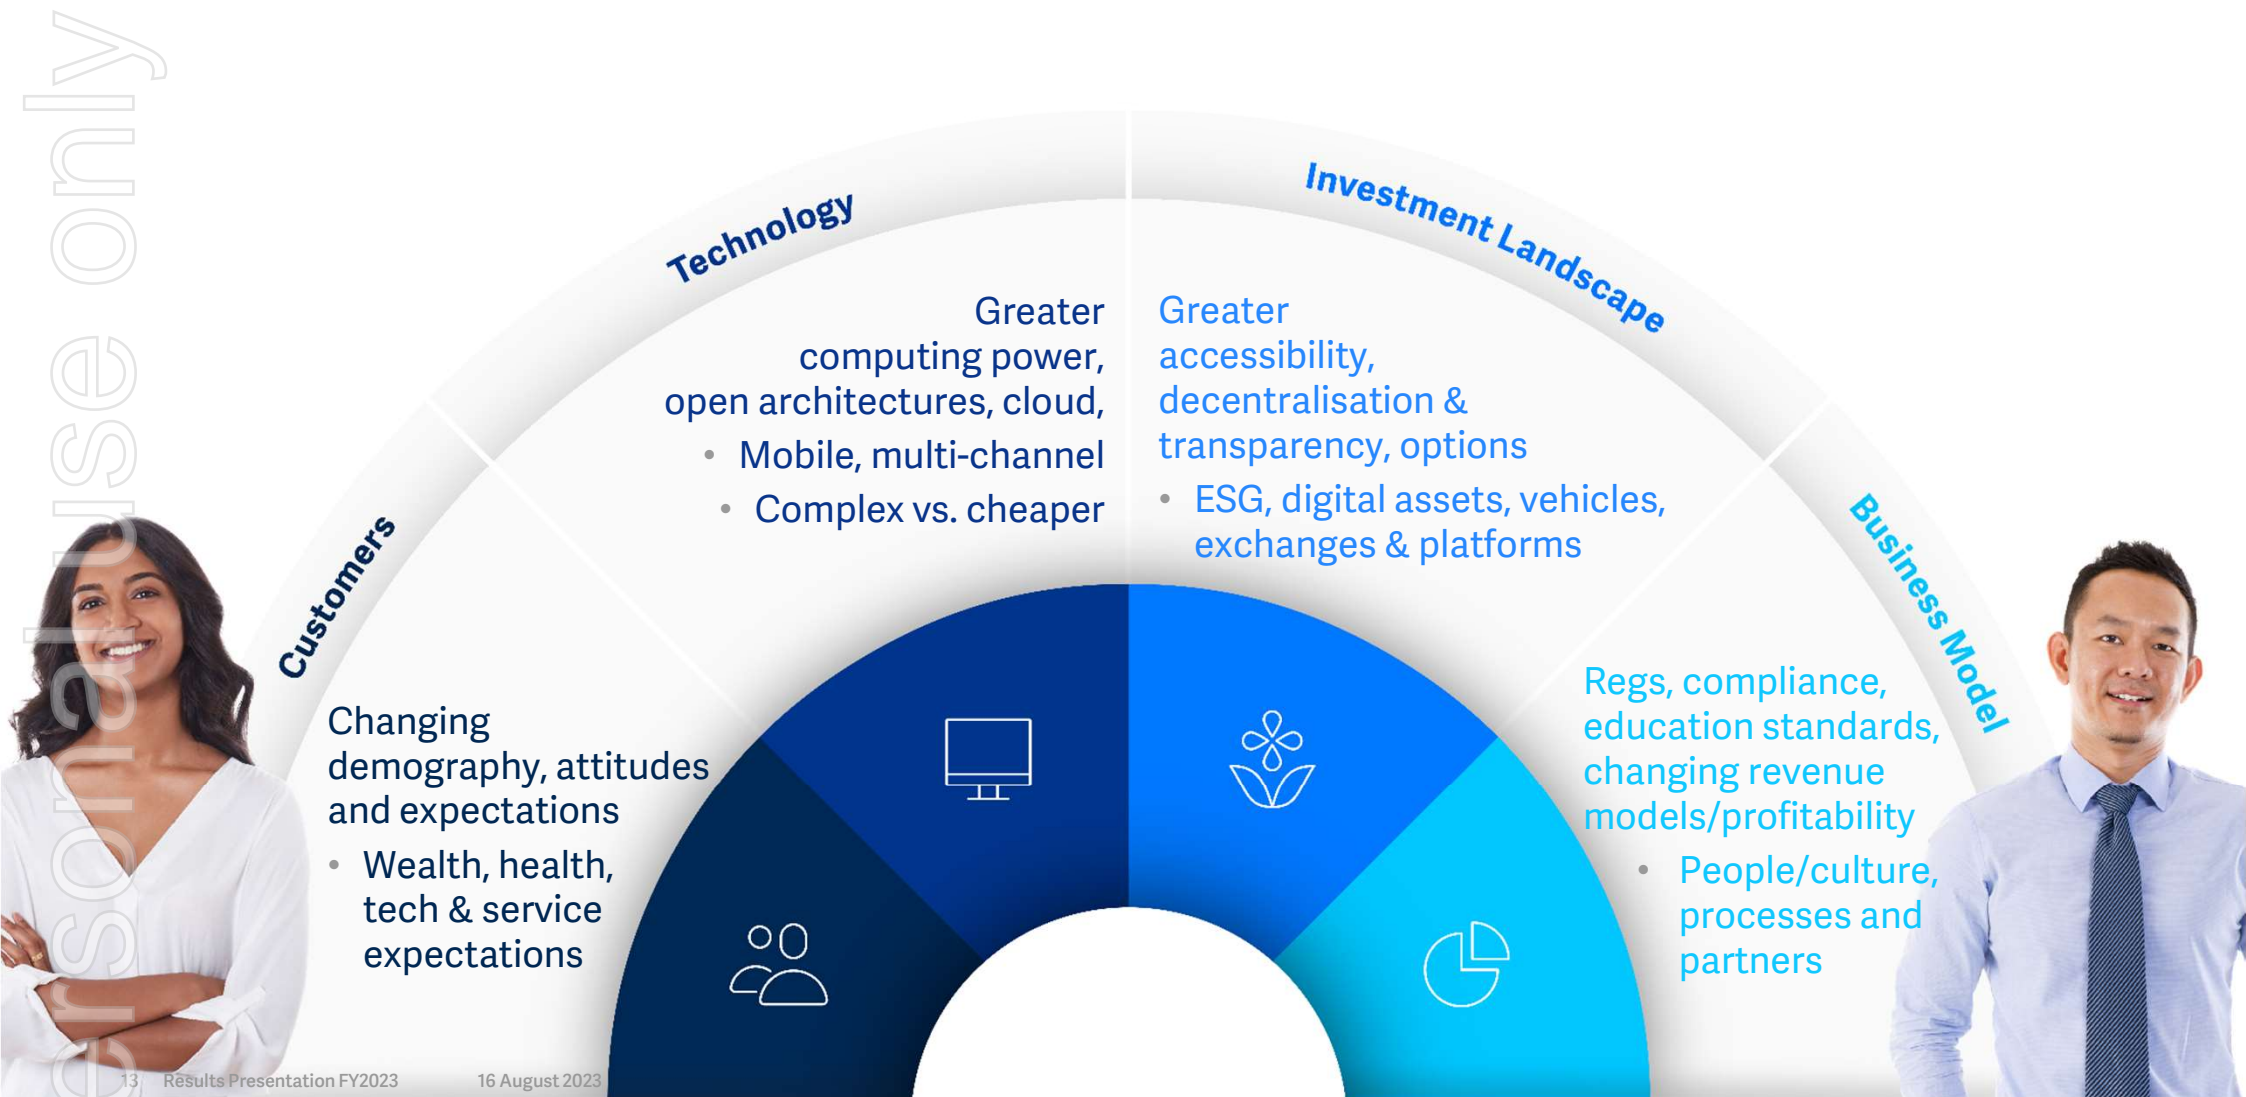 Technology
Investment Landscape
Greater
computing power,
open architectures, cloud,
• Mobile, multi-channel
• Complex vs. cheaper
Greater
accessibility,
decentralisation &
transparency, options
• ESG, digital assets, vehicles,
exchanges & platforms
Customers
Changing
demography, attitudes
and expectations
• Wealth, health,
tech & service
expectations
Business Model
Regs, compliance,
education standards,
changing revenue
models/profitability
• People/culture,
processes and
partners
ersonal use only
13 Results Presentation FY2023 16 August 2023